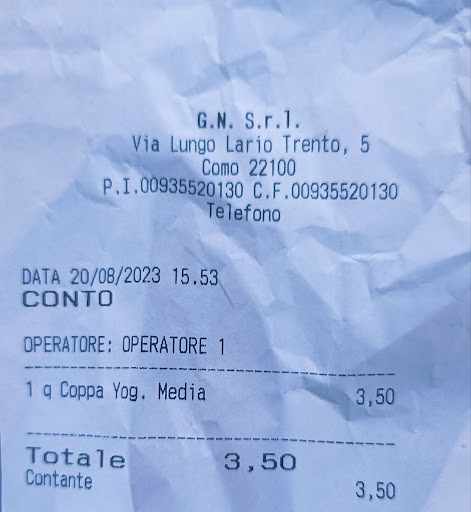 G.N. S.r.l.
Via Lungo Lario Trento, 5
Como 22100
P.I.00935520130 C.F.00935520130
Telefono
DATA 20/08/2023 15.53
CONTO
OPERATORE: OPERATORE 1
1 q Coppa Yog. Media 3,50
Totale 3,50
Contante 3,50